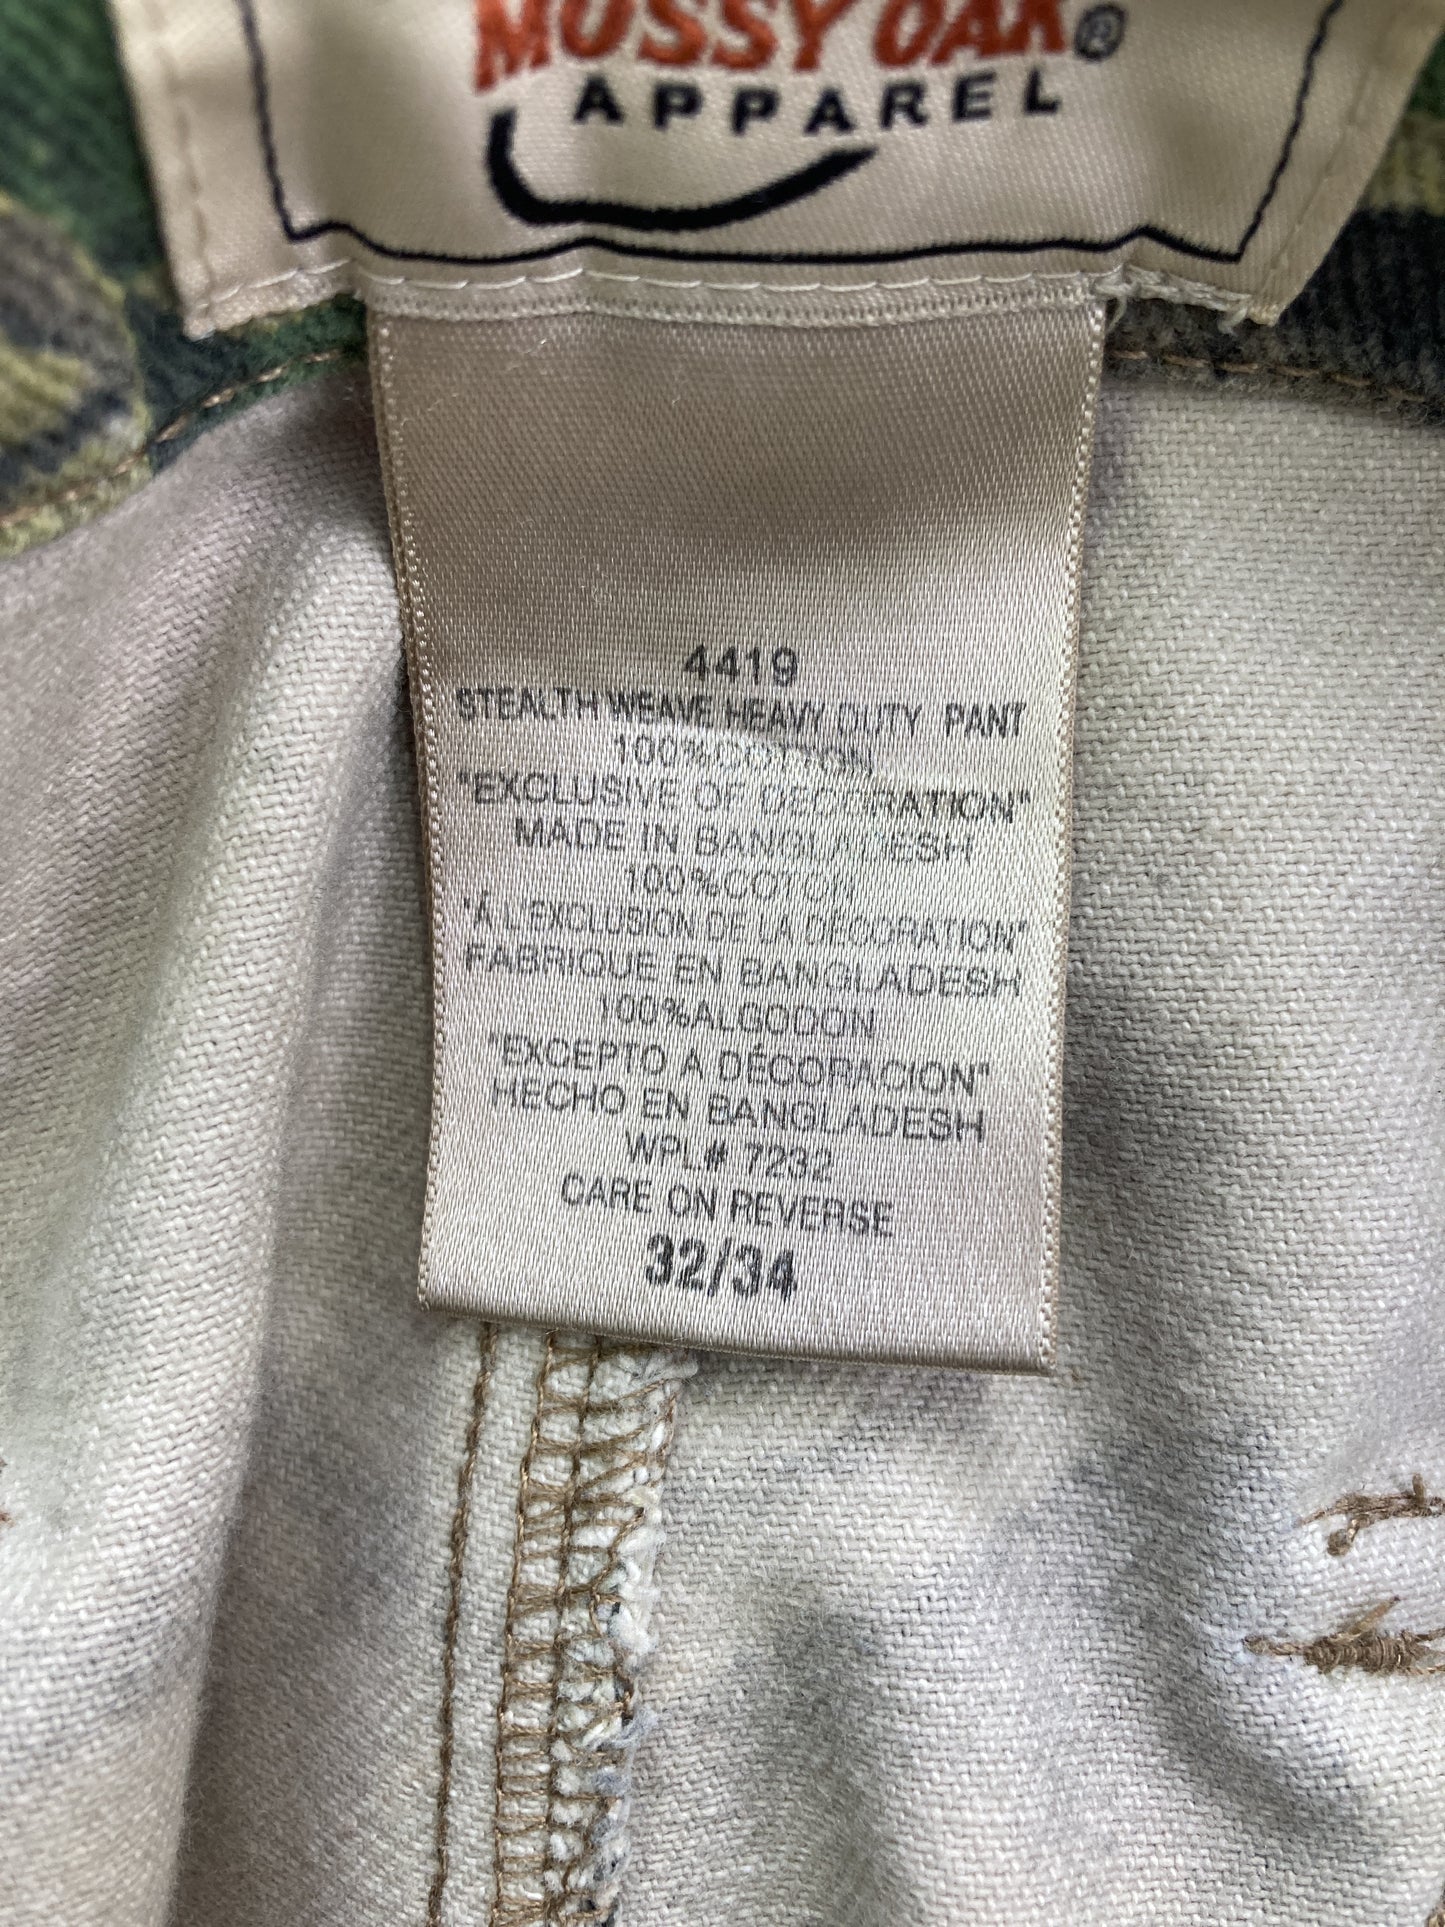 MOSSY OAK®
APPAREL
4419
STEALTH WEAVE HEAVY DUTY PANT
100% COTTON
"EXCLUSIVE OF DECORATION"
MADE IN BANGLADESH
100%COTON
"À L'EXCLUSION DE LA DÉCORATION"
FABRIQUE EN BANGLADESH
100%ALGODON
"EXCEPTO A DÉCORACION"
HECHO EN BANGLADESH
WPL# 7232
CARE ON REVERSE
32/34